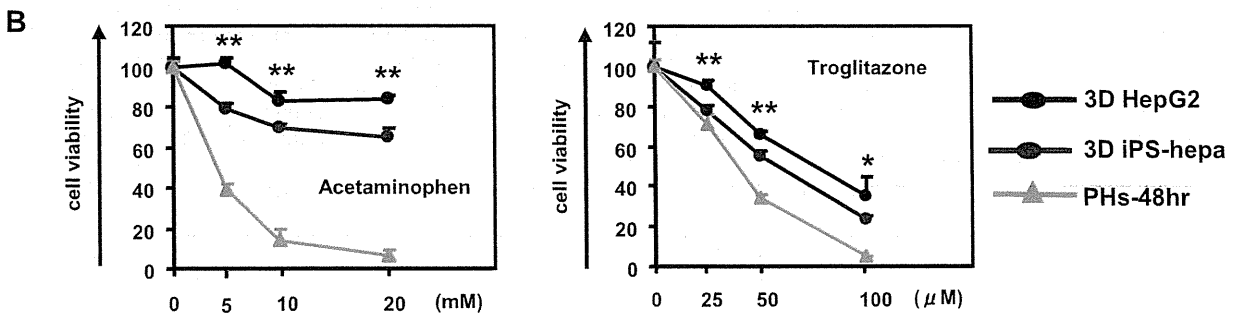 B
120
100
80
60
40
20
0
cell viability
**
**
**
Acetaminophen
0 5 10 20 (mM)
120
100
80
60
40
20
0
cell viability
**
**
*
Troglitazone
0 25 50 100 (μM)
3D HepG2
3D iPS-hepa
PHs-48hr